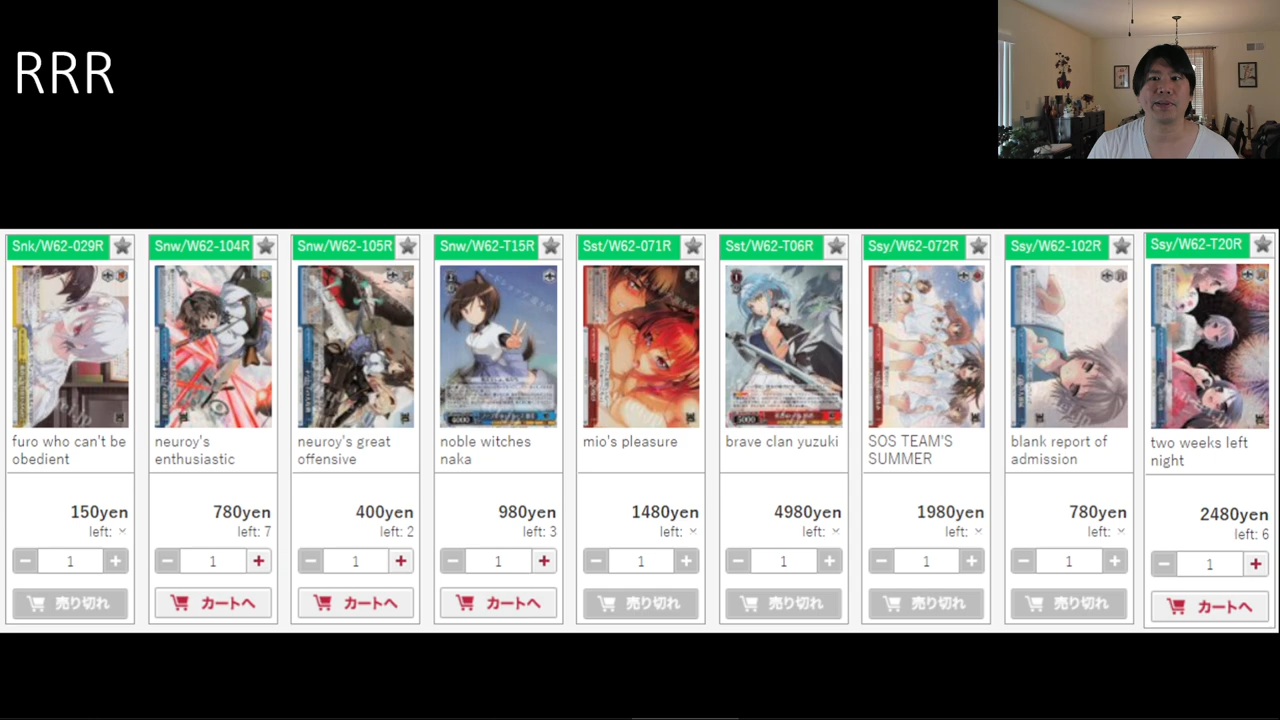 RRR
Snk/W62-029R
furo who can't be
obedient
150yen
left:
1
売り切れ
Snw/W62-104R
neuroy's
enthusiastic
780yen
left: 7
1
カートへ
Snw/W62-105R
neuroy's great
offensive
400yen
left: 2
1
カートへ
Snw/W62-T15R
noble witches
naka
980yen
left: 3
1
カートへ
Sst/W62-071R
mio's pleasure
1480yen
left:
1
売り切れ
Sst/W62-T06R
brave clan yuzuki
4980yen
left:
1
売り切れ
Ssy/W62-072R
SOS TEAM'S
SUMMER
1980yen
left:
1
売り切れ
Ssy/W62-102R
blank report of
admission
780yen
left:
1
売り切れ
Ssy/W62-T20R
two weeks left
night
2480yen
left: 6
1
カートへ